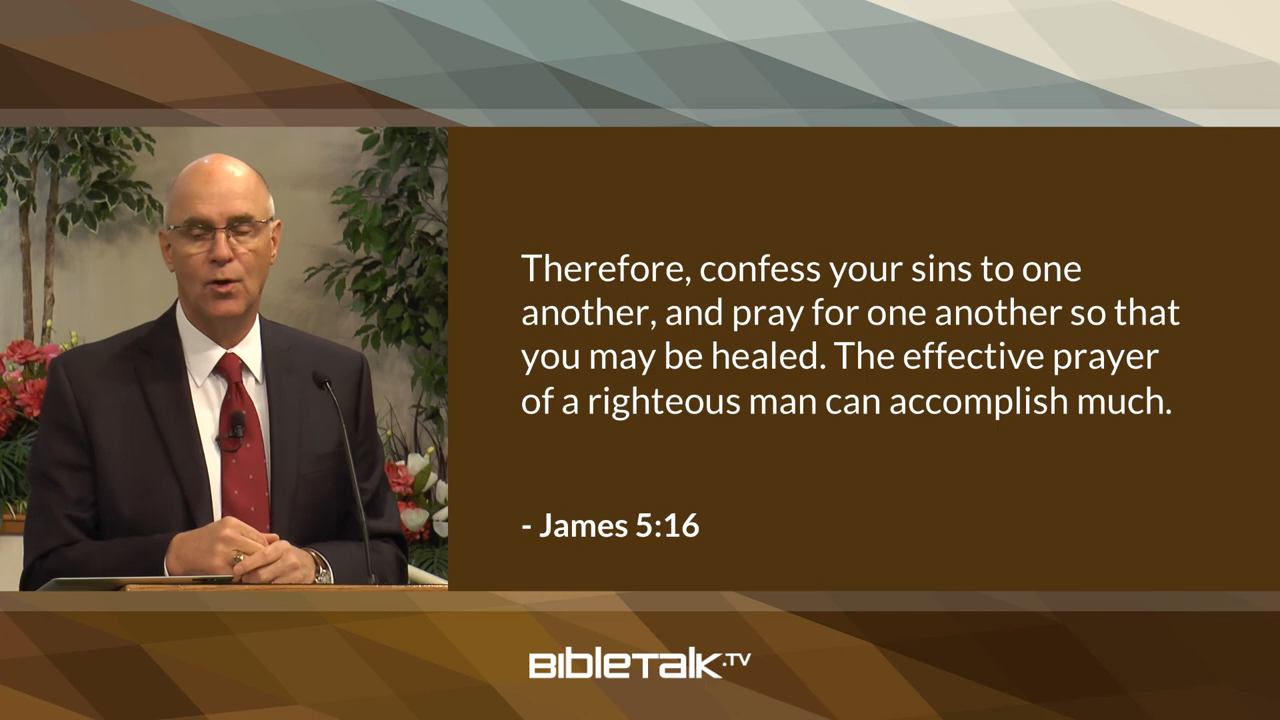 Therefore, confess your sins to one
another, and pray for one another so that
you may be healed. The effective prayer
of a righteous man can accomplish much.
- James 5:16
BIBLETALK.TV